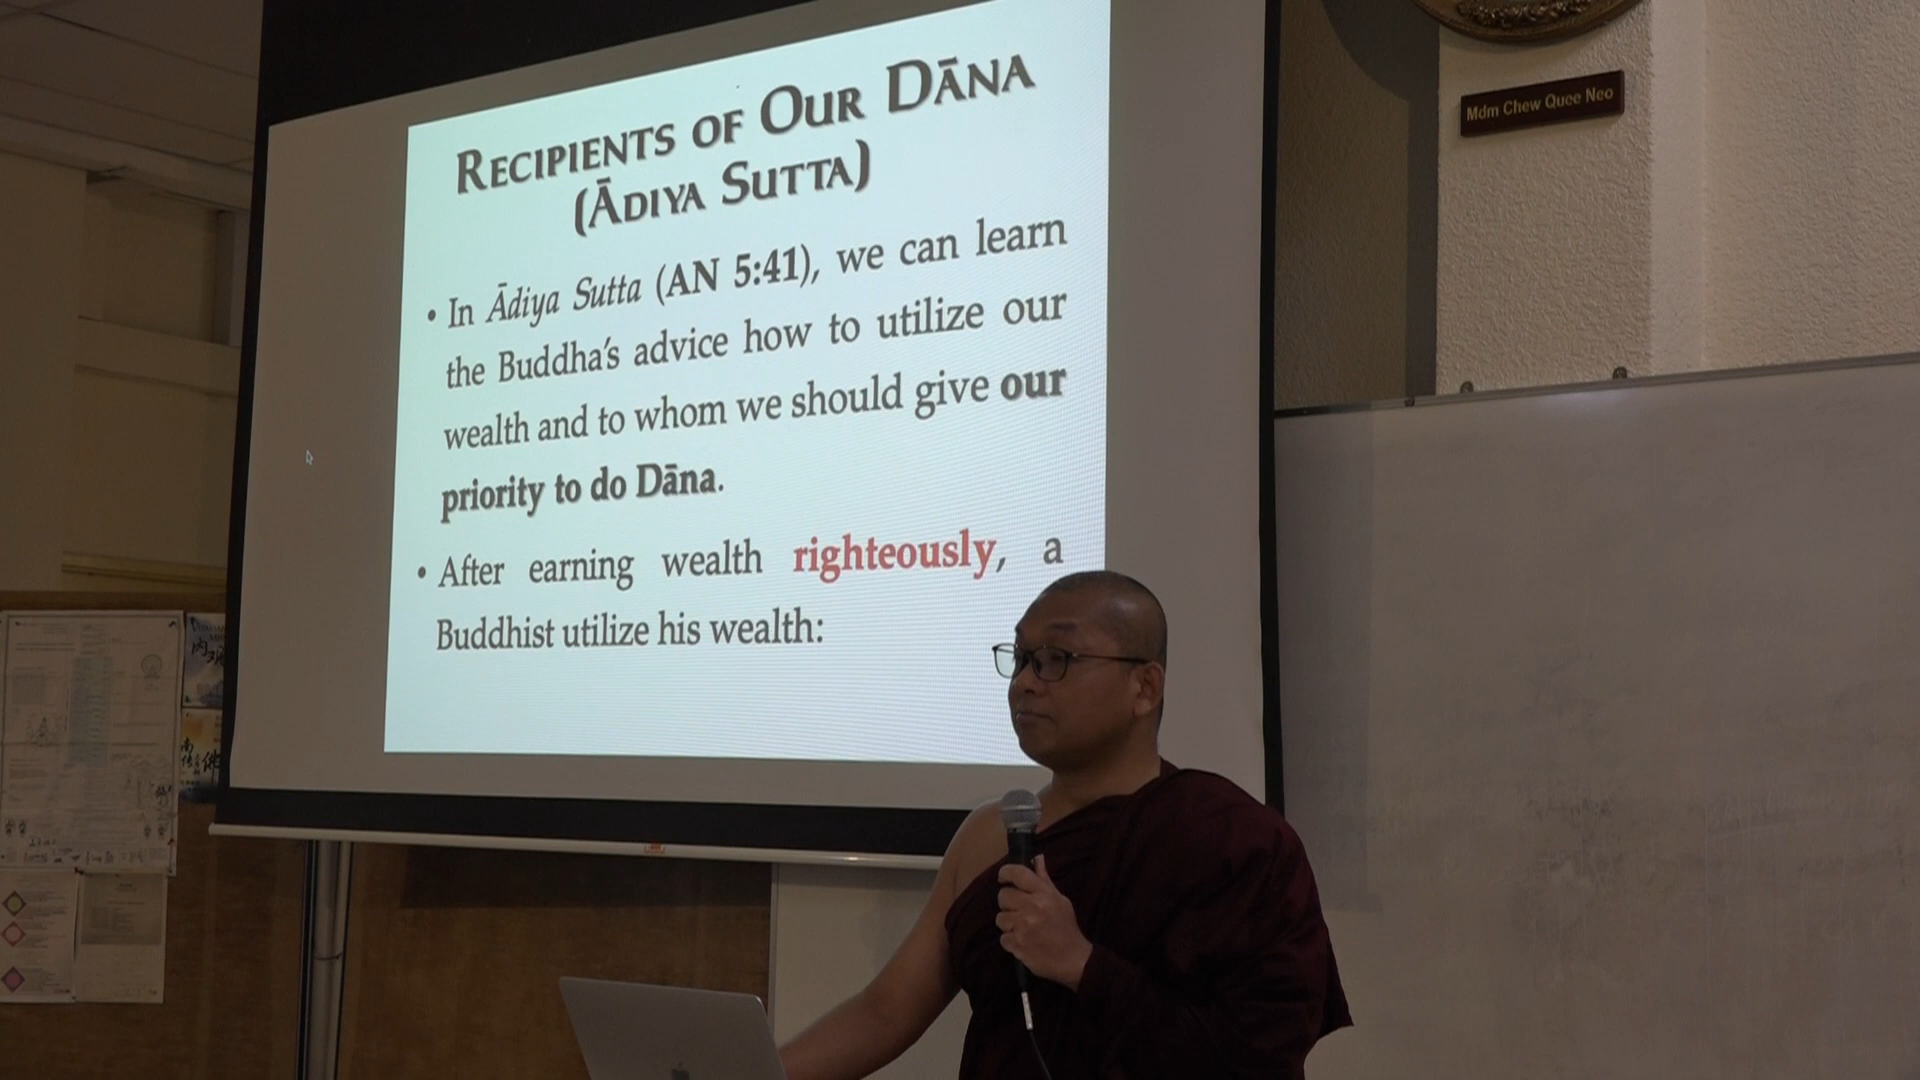 RECIPIENTS OF OUR DĀNA
(ĀDIYA SUTTA)
• In Ādiya Sutta (AN 5:41), we can learn
the Buddha's advice how to utilize our
wealth and to whom we should give our
priority to do Dāna.
• After earning wealth righteously, a
Buddhist utilize his wealth:
Mdm Chew Quee Neo